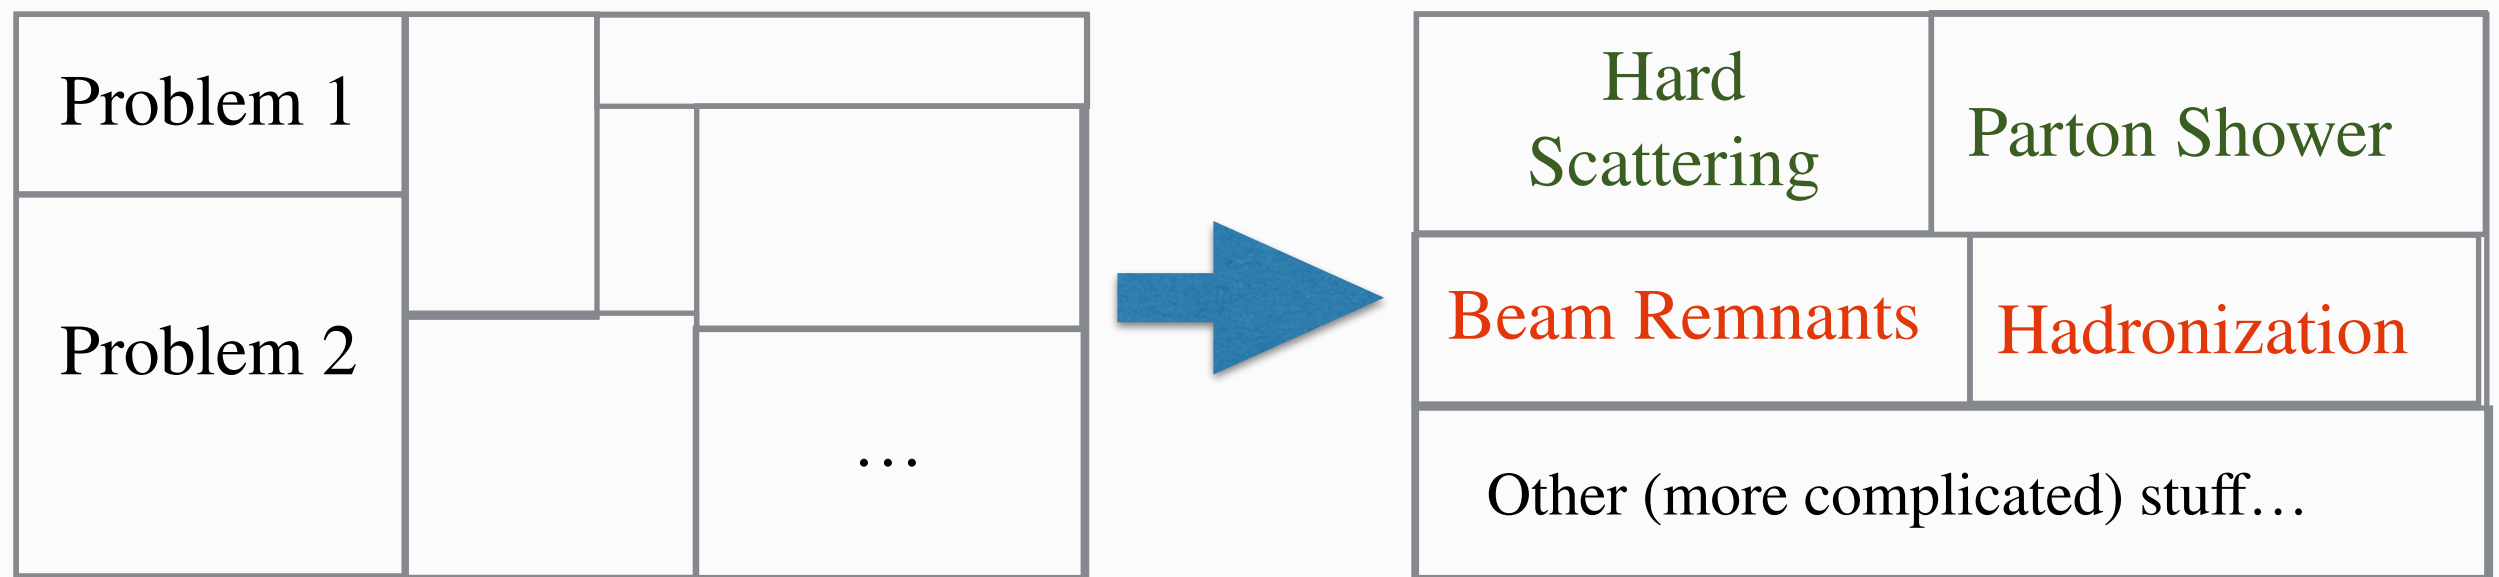 Problem 1
Problem 2
...
Hard
Scattering
Parton Shower
Beam Remnants
Hadronization
Other (more complicated) stuff...